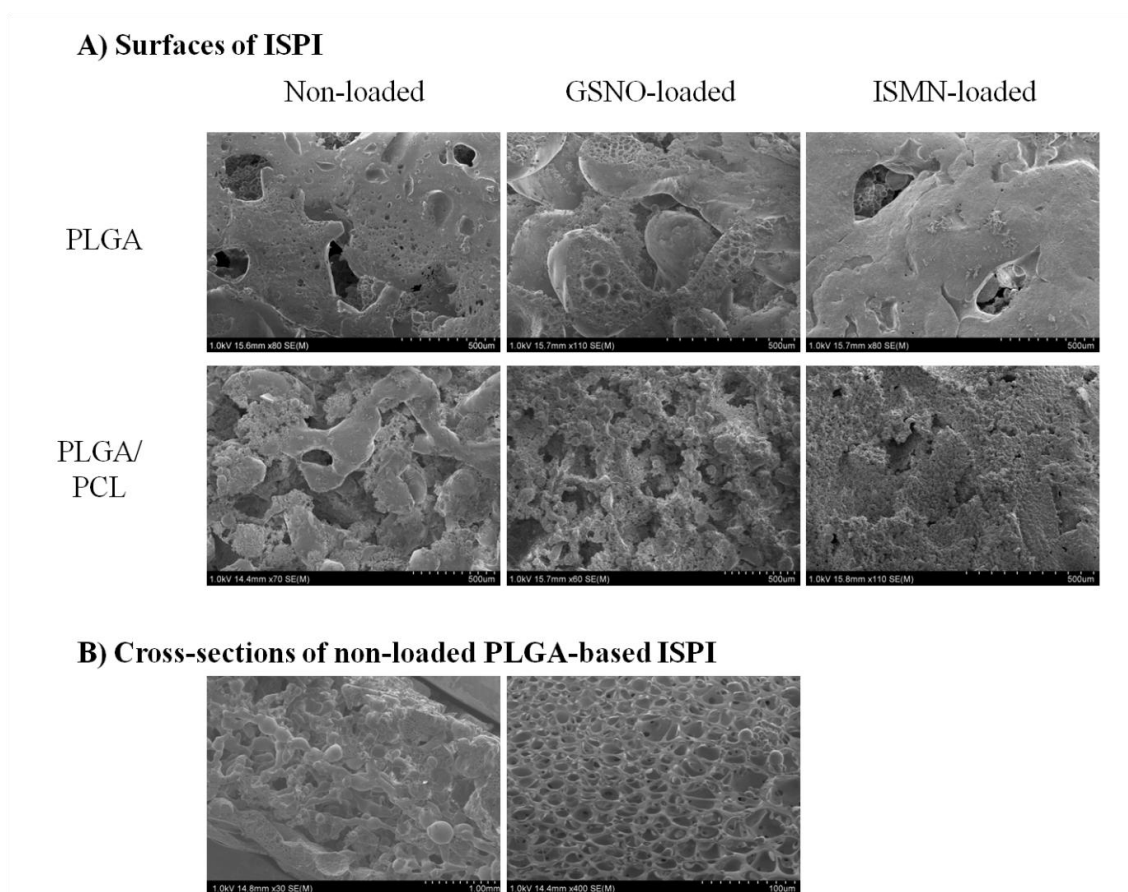 A) Surfaces of ISPI
Non-loaded GSNO-loaded ISMN-loaded
PLGA
1.0kV 15.6mm x80 SE(M) 500um
1.0kV 15.7mm x110 SE(M) 500um
1.0kV 15.7mm x80 SE(M) 500um
PLGA/
PCL
1.0kV 14.4mm x70 SE(M) 500um
1.0kV 15.7mm x60 SE(M) 500um
1.0kV 15.8mm x110 SE(M) 500um
B) Cross-sections of non-loaded PLGA-based ISPI
1.0kV 14.8mm x30 SE(M) 1.00mm
1.0kV 14.4mm x400 SE(M) 100um